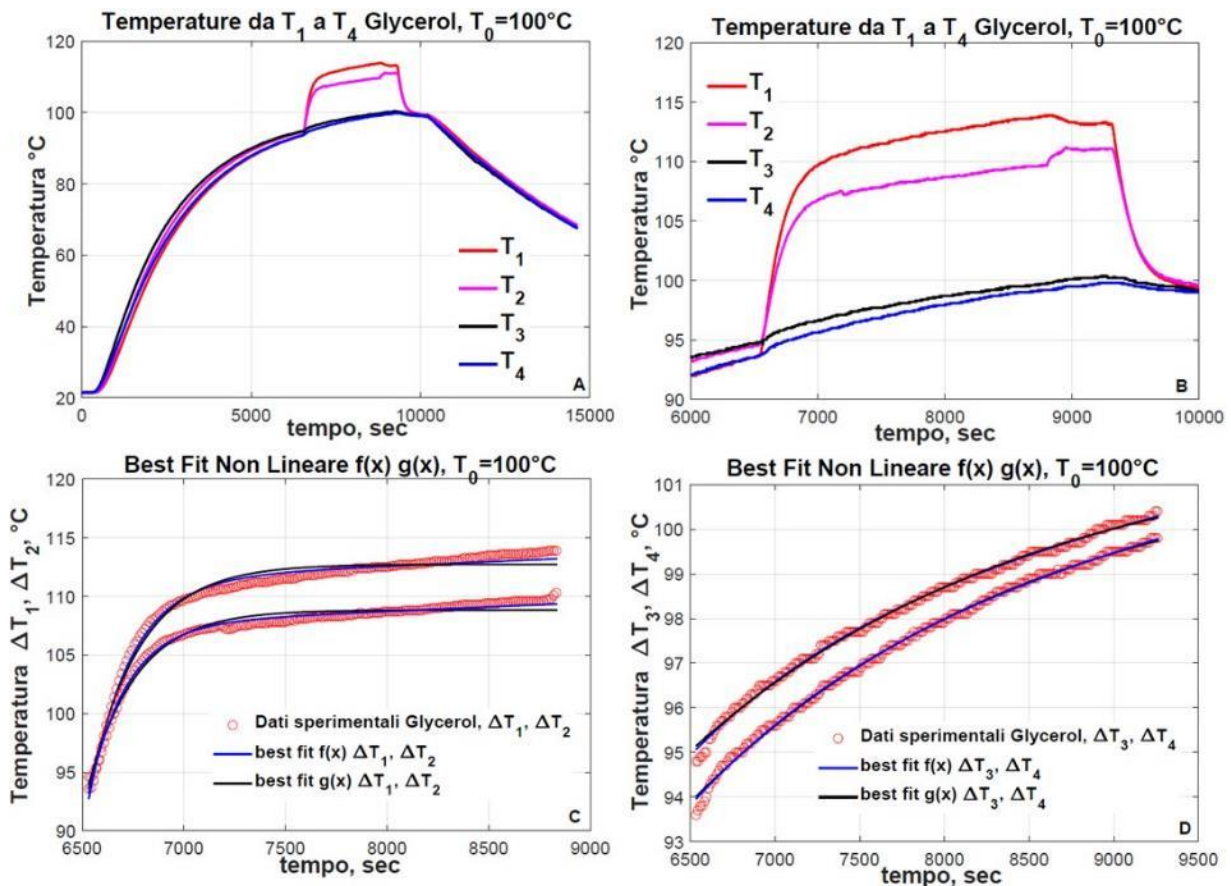 Temperature da T1 a T4 Glycerol, T0=100°C
120
100
80
60
40
20
0
5000
10000
15000
Temperatura °C
tempo, sec
T1
T2
T3
T4
A
Temperature da T1 a T4 Glycerol, T0=100°C
120
115
110
105
100
95
90
6000
7000
8000
9000
10000
Temperatura °C
tempo, sec
T1
T2
T3
T4
B
Best Fit Non Lineare f(x) g(x), T0=100°C
120
115
110
105
100
95
90
6500
7000
7500
8000
8500
9000
Temperatura ΔT1, ΔT2, °C
tempo, sec
Dati sperimentali Glycerol, ΔT1, ΔT2
best fit f(x) ΔT1, ΔT2
best fit g(x) ΔT1, ΔT2
C
Best Fit Non Lineare f(x) g(x), T0=100°C
101
100
99
98
97
96
95
94
93
6500
7000
7500
8000
8500
9000
9500
Temperatura ΔT3, ΔT4, °C
tempo, sec
Dati sperimentali Glycerol, ΔT3, ΔT4
best fit f(x) ΔT3, ΔT4
best fit g(x) ΔT3, ΔT4
D